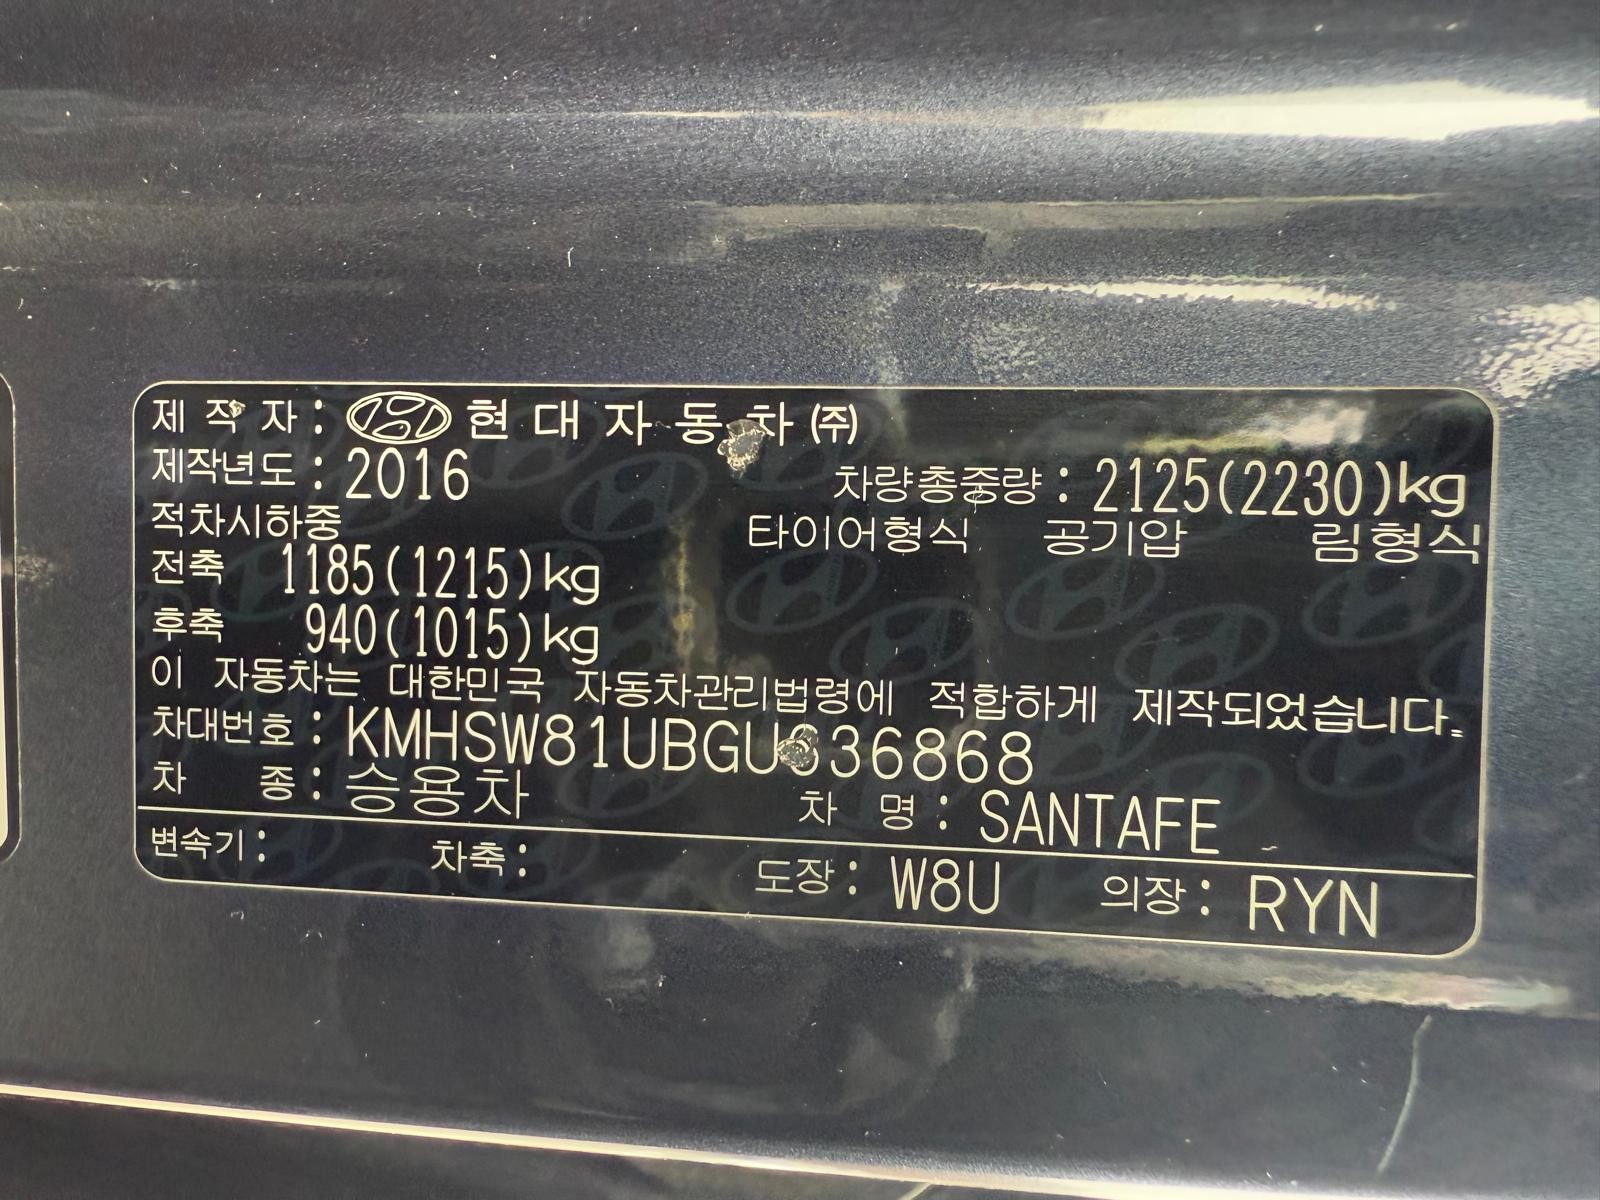 제 작 자 : 현 대 자 동 차 ㈜
제작년도 : 2016
차량총중량 : 2125(2230)kg
적차시하중
타이어형식 공기압 림형식
전축 1185(1215)kg
후축 940(1015)kg
이 자동차는 대한민국 자동차관리법령에 적합하게 제작되었습니다.
차대번호 :
차 종 : 승용차
차 명 : SANTAFE
변속기 :
차축 :
도장 : W8U
의장 : RYN